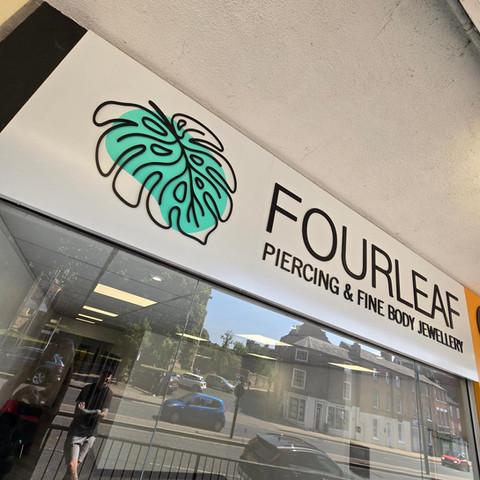 FOURLEAF
PIERCING & FINE BODY JEWELLERY